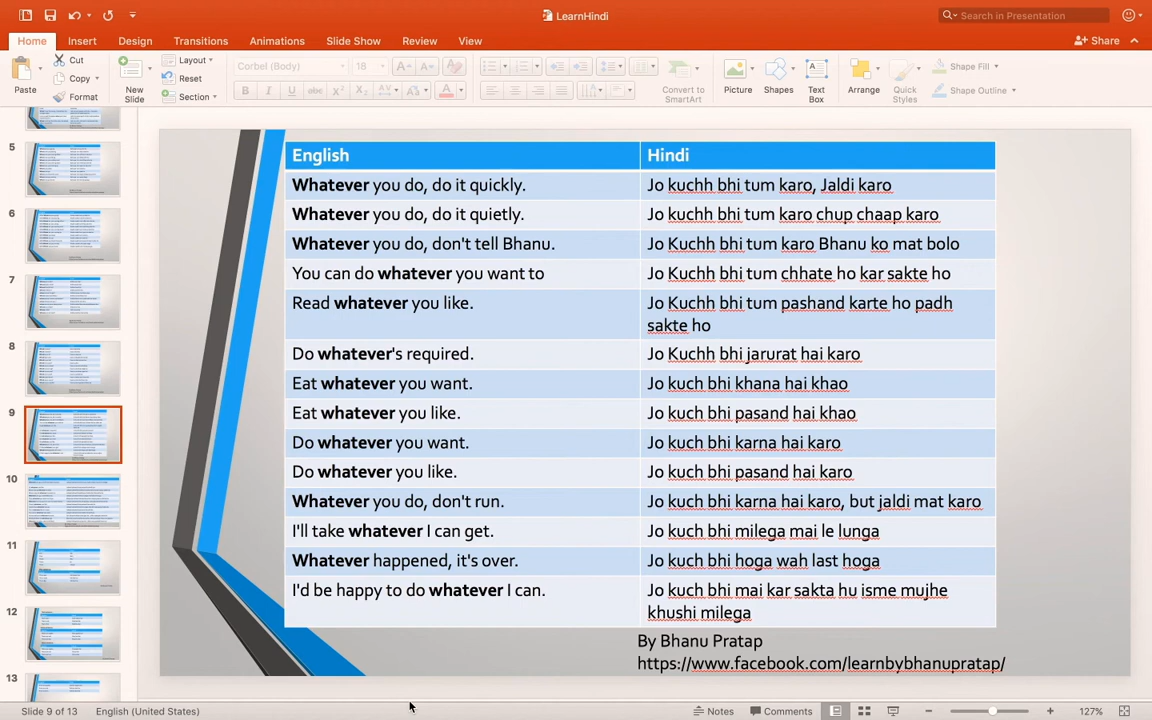 LearnHindi
Search in Presentation
Home Insert Design Transitions Animations Slide Show Review View
Share
Paste
Cut
Copy
Format
New Slide
Layout
Reset
Section
Corbel (Body) 18
Convert to SmartArt
Picture
Shapes
Text Box
Arrange
Quick Styles
Shape Fill
Shape Outline
5
6
7
8
9
10
11
12
13
English Hindi
Whatever you do, do it quickly. Jo kuchh bhi tum karo, Jaldi karo
Whatever you do, do it quietly. Jo kuchh bhi tum karo chup chaap karo
Whatever you do, don't tell Bhanu. Jo Kuchh bhi tum karo Bhanu ko mat bolo
You can do whatever you want to Jo Kuchh bhi tum chhate ho kar sakte ho
Read whatever you like. Jo Kuchh bhi tum pashand karte ho padh
sakte ho
Do whatever's required. Jo Kuchh bhi jarurat hai karo
Eat whatever you want. Jo kuch bhi khana hai khao
Eat whatever you like. Jo kuch bhi pasand hai khao
Do whatever you want. Jo kuch bhi karna hai karo
Do whatever you like. Jo kuch bhi pasand hai karo
Whatever you do, don't run. Jo kuch bhi karna hai karo, but jaldi mat karo
I'll take whatever I can get. Jo kuch bhi milega mai le lunga
Whatever happened, it's over. Jo kuch bhi hoga wah last hoga
I'd be happy to do whatever I can. Jo kuch bhi mai kar sakta hu isme mujhe
khushi milega
By Bhanu Pratap
https://www.facebook.com/learnbybhanupratap/
Slide 9 of 13 English (United States) Notes Comments 127%